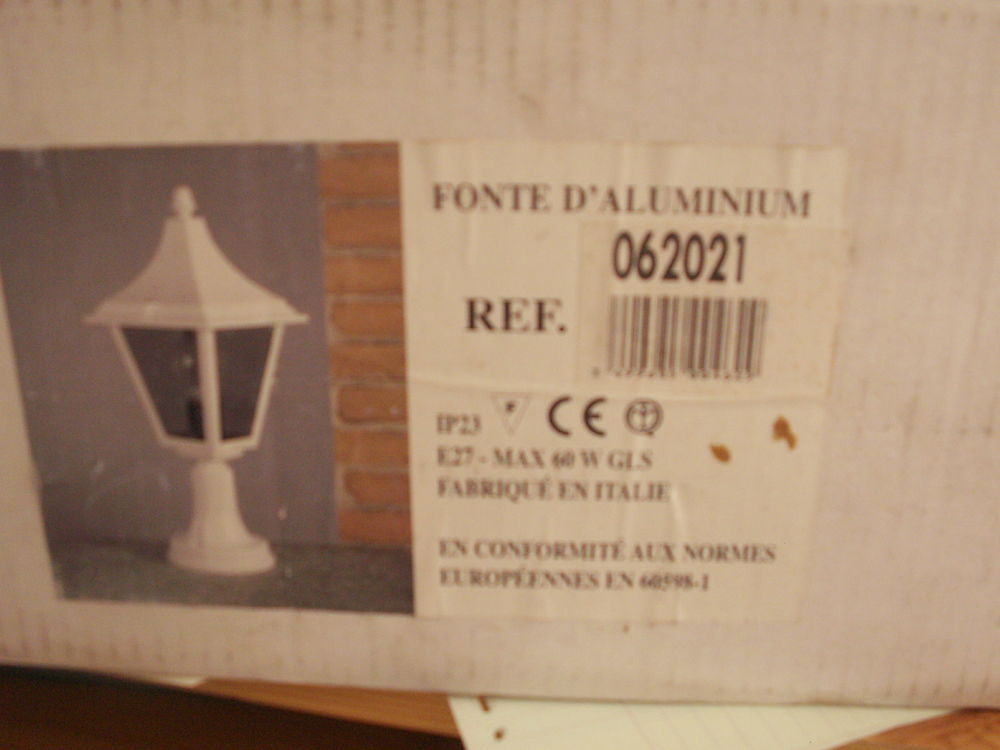 FONTE D'ALUMINIUM
062021
REF.
IP23 F CE
E27 - MAX 60 W GLS
FABRIQUÉ EN ITALIE
EN CONFORMITÉ AUX NORMES
EUROPÉENNES EN 60598-1